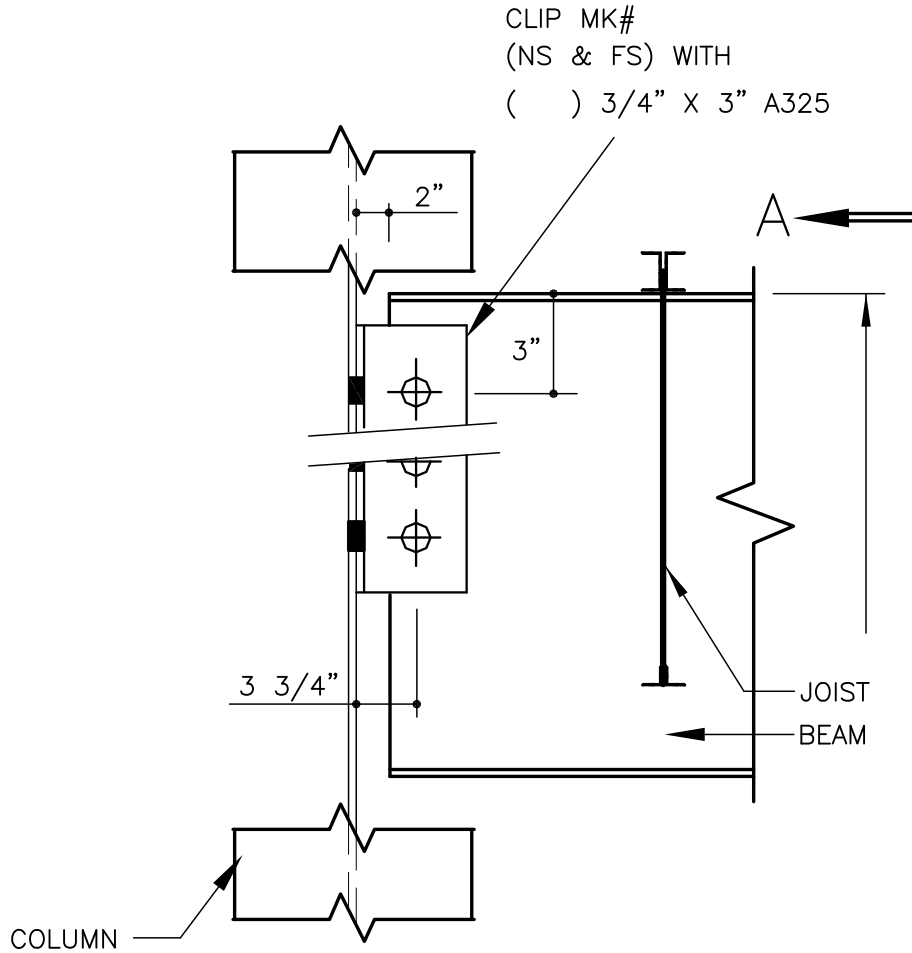 CLIP MK#
(NS & FS) WITH
(    ) 3/4” X 3” A325
2”
A
3”
3 3/4”
JOIST
BEAM
COLUMN